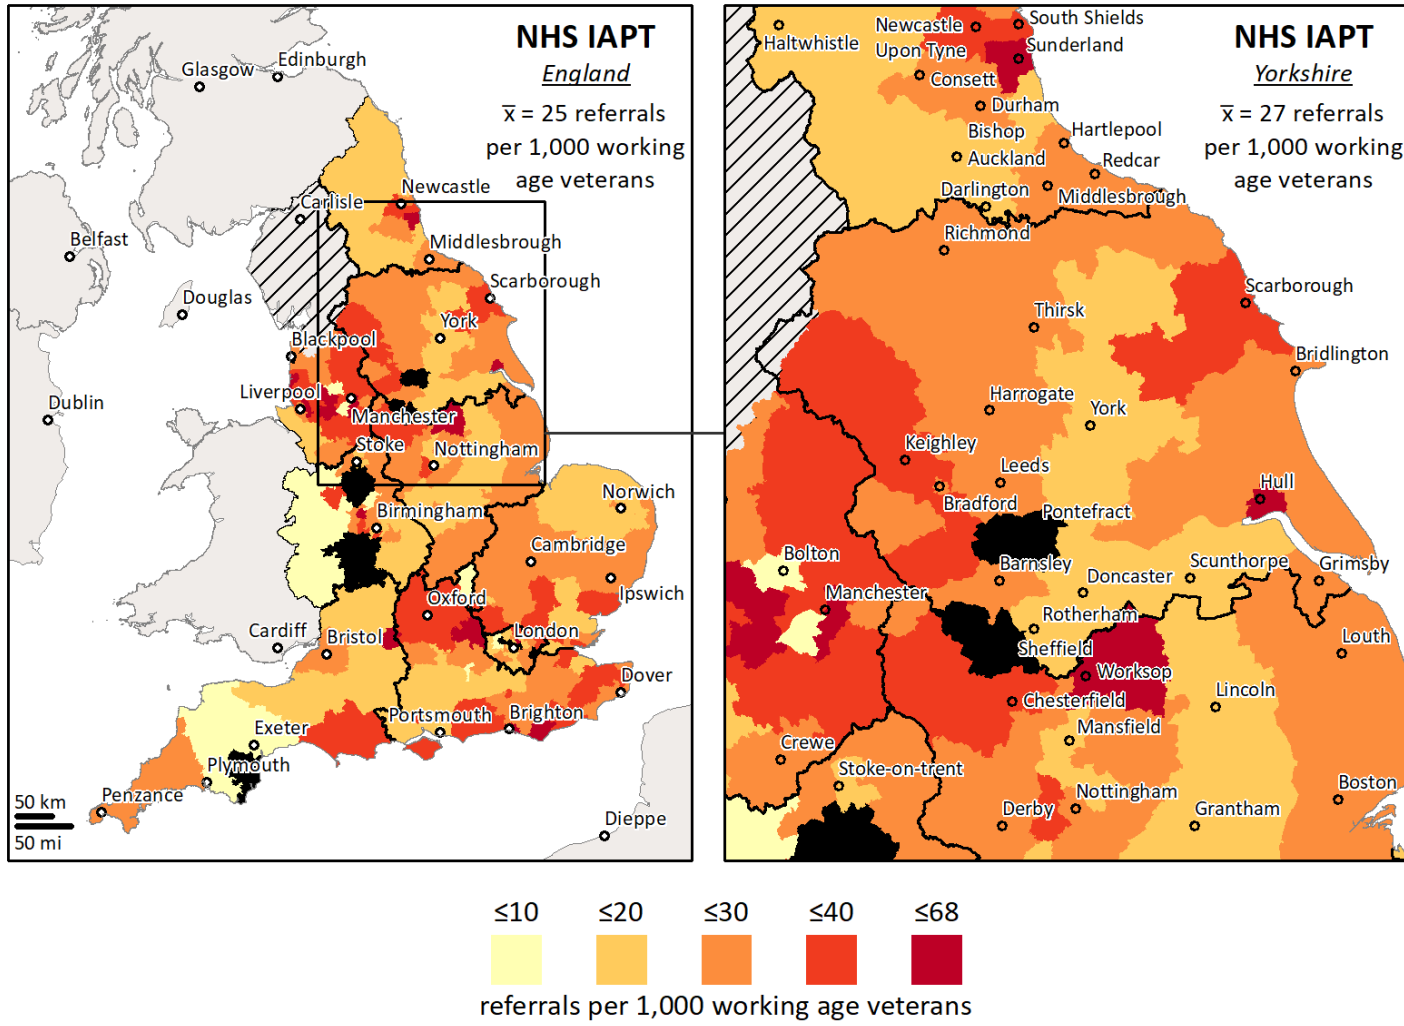 NHS IAPT
England
x̅ = 25 referrals
per 1,000 working
age veterans
Glasgow
Edinburgh
Carlisle
Newcastle
Belfast
Middlesbrough
Scarborough
Douglas
York
Blackpool
Liverpool
Dublin
Manchester
Stoke
Nottingham
Norwich
Birmingham
Cambridge
Ipswich
Oxford
Cardiff
Bristol
London
Dover
Exeter
Portsmouth
Brighton
Plymouth
Penzance
50 km
50 mi
Dieppe
NHS IAPT
Yorkshire
x̅ = 27 referrals
per 1,000 working
age veterans
Haltwhistle
Newcastle
Upon Tyne
South Shields
Sunderland
Consett
Durham
Bishop
Auckland
Hartlepool
Redcar
Darlington
Middlesbrough
Richmond
Scarborough
Thirsk
Bridlington
Harrogate
York
Keighley
Leeds
Bradford
Hull
Pontefract
Bolton
Barnsley
Doncaster
Scunthorpe
Grimsby
Manchester
Rotherham
Sheffield
Louth
Worksop
Chesterfield
Lincoln
Mansfield
Crewe
Stoke-on-trent
Derby
Nottingham
Grantham
Boston
≤10 ≤20 ≤30 ≤40 ≤68
referrals per 1,000 working age veterans